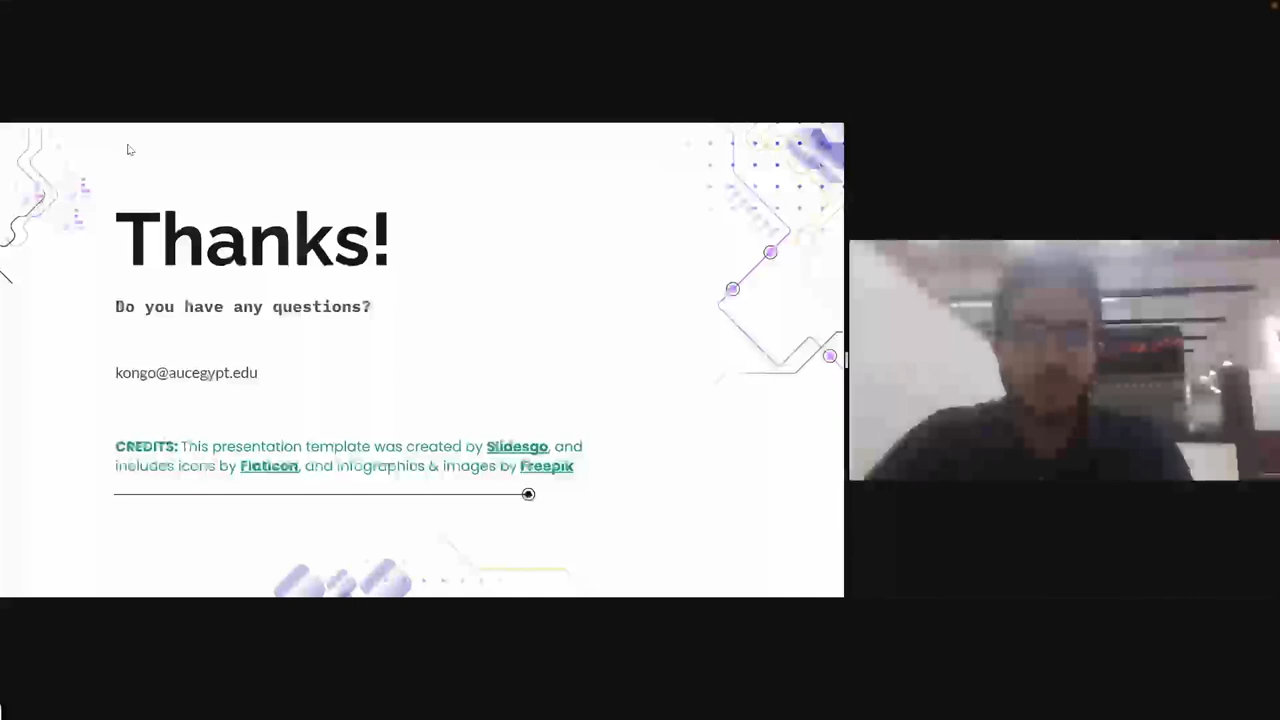 Thanks!
Do you have any questions?
kongo@aucegypt.edu
CREDITS: This presentation template was created by Slidesgo, and
includes icons by Flaticon, and infographics & images by Freepik